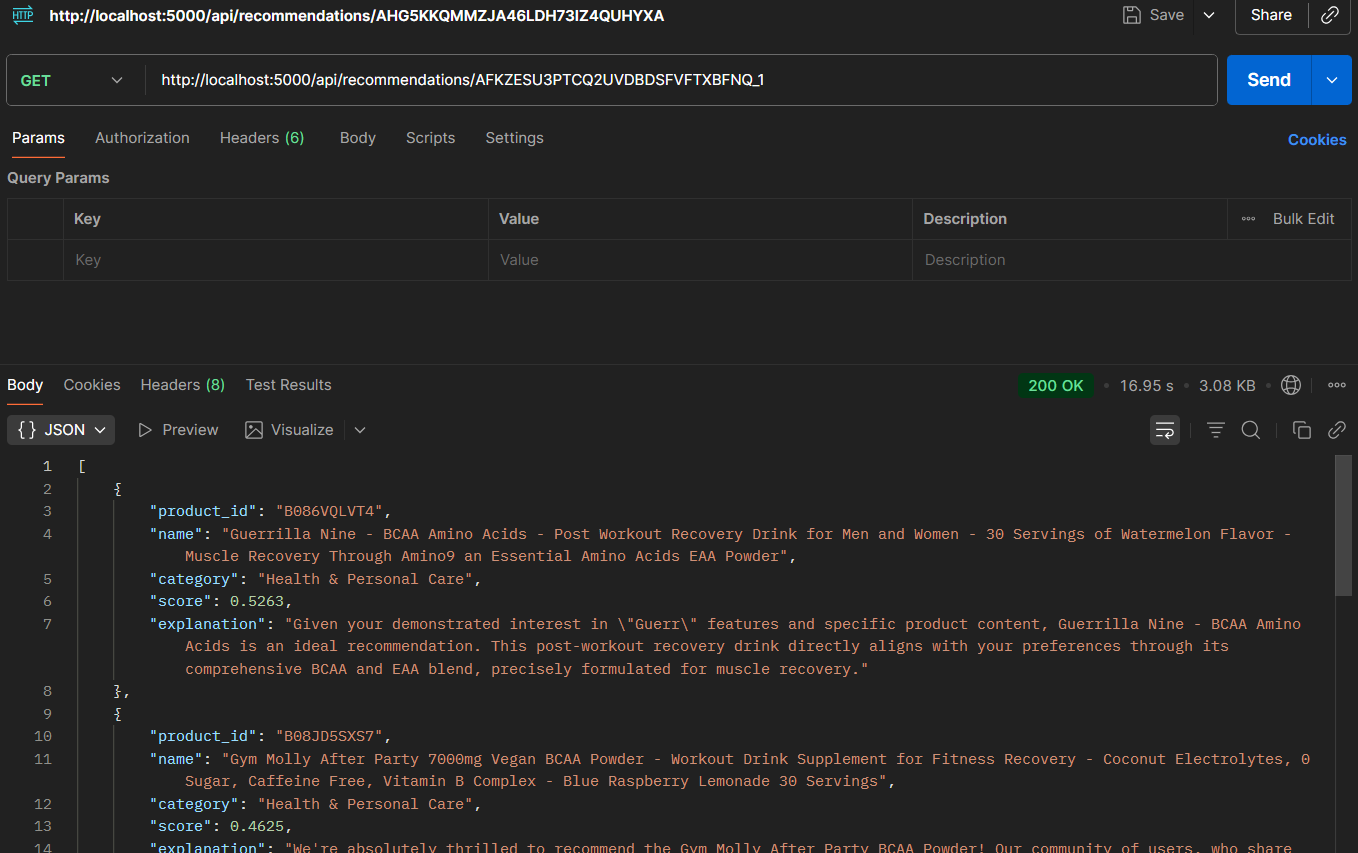 HTTP http://localhost:5000/api/recommendations/AHG5KKQMMZJA46LDH73IZ4QUHYXA Save Share
GET http://localhost:5000/api/recommendations/AFKZESU3PTCQ2UVDBDSFVFTXBFNQ_1 Send
Params Authorization Headers (6) Body Scripts Settings Cookies
Query Params
Key Value Description Bulk Edit
Key Value Description
Body Cookies Headers (8) Test Results 200 OK • 16.95 s • 3.08 KB
{} JSON Preview Visualize
1 [
2 {
3 "product_id": "B086VQLVT4",
4 "name": "Guerrilla Nine - BCAA Amino Acids - Post Workout Recovery Drink for Men and Women - 30 Servings of Watermelon Flavor -
Muscle Recovery Through Amino9 an Essential Amino Acids EAA Powder",
5 "category": "Health & Personal Care",
6 "score": 0.5263,
7 "explanation": "Given your demonstrated interest in \"Guerr\" features and specific product content, Guerrilla Nine - BCAA Amino
Acids is an ideal recommendation. This post-workout recovery drink directly aligns with your preferences through its
comprehensive BCAA and EAA blend, precisely formulated for muscle recovery."
8 },
9 {
10 "product_id": "B08JD5SXS7",
11 "name": "Gym Molly After Party 7000mg Vegan BCAA Powder - Workout Drink Supplement for Fitness Recovery - Coconut Electrolytes, 0
Sugar, Caffeine Free, Vitamin B Complex - Blue Raspberry Lemonade 30 Servings",
12 "category": "Health & Personal Care",
13 "score": 0.4625,
14 "explanation": "We're absolutely thrilled to recommend the Gym Molly After Party BCAA Powder! Our community of users, who share